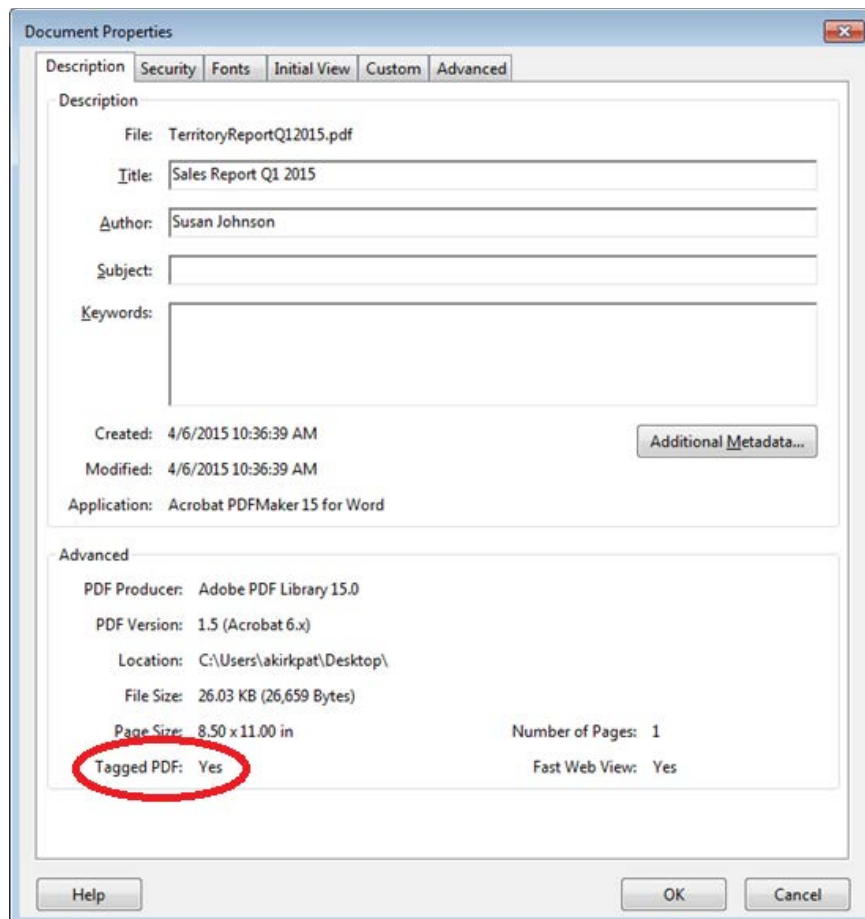 Document Properties
Description Security Fonts Initial View Custom Advanced
Description
File: TerritoryReportQ12015.pdf
Title: Sales Report Q1 2015
Author: Susan Johnson
Subject:
Keywords:
Created: 4/6/2015 10:36:39 AM
Additional Metadata...
Modified: 4/6/2015 10:36:39 AM
Application: Acrobat PDFMaker 15 for Word
Advanced
PDF Producer: Adobe PDF Library 15.0
PDF Version: 1.5 (Acrobat 6.x)
Location: C:\Users\akirkpat\Desktop\
File Size: 26.03 KB (26,659 Bytes)
Page Size: 8.50 x 11.00 in Number of Pages: 1
Tagged PDF: Yes Fast Web View: Yes
Help OK Cancel